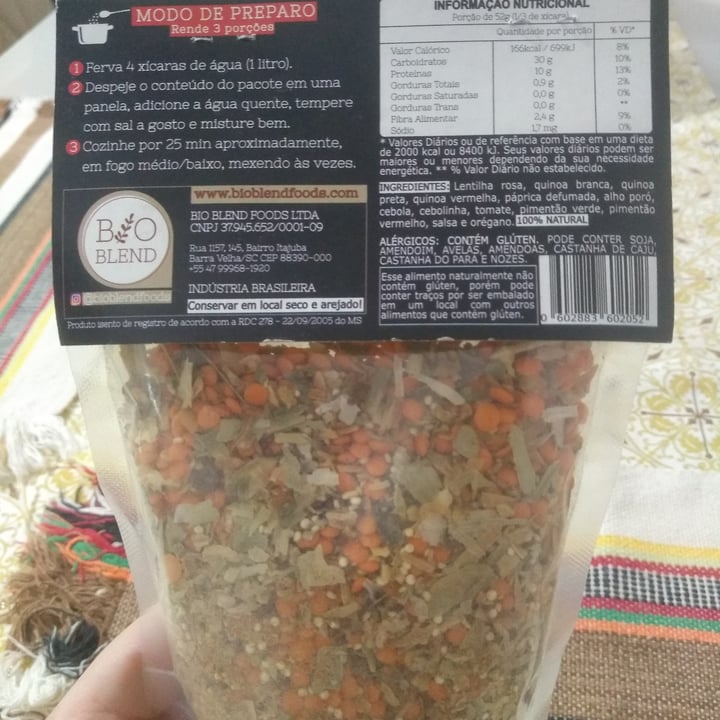 MODO DE PREPARO
Rende 3 porções
1 Ferva 4 xícaras de água (1 litro).
2 Despeje o conteúdo do pacote em uma
panela, adicione a água quente, tempere
com sal a gosto e misture bem.
3 Cozinhe por 25 min aproximadamente,
em fogo médio/baixo, mexendo às vezes.
BIO
BLEND
@bioblendfoods
www.bioblendfoods.com
BIO BLEND FOODS LTDA
CNPJ 37.945.652/0001-09
Rua 1157, 145, Bairro Itajuba
Barra Velha/SC CEP 88390-000
+55 47 99968-1920
INDÚSTRIA BRASILEIRA
Conservar em local seco e arejado!
Produto isento de registro de acordo com a RDC 278 - 22/09/2005 do MS
INFORMAÇÃO NUTRICIONAL
Porção de 52g (1/3 de xícara)
Quantidade por porção % VD*
Valor Calórico 166kcal / 699kJ 8%
Carboidratos 30 g 10%
Proteínas 10 g 13%
Gorduras Totais 0,9 g 2%
Gorduras Saturadas 0,0 g 0%
Gorduras Trans 0,0 g **
Fibra Alimentar 2,4 g 9%
Sódio 1,7 mg 0%
* Valores Diários ou de referência com base em uma dieta
de 2000 kcal ou 8400 kJ. Seus valores diários podem ser
maiores ou menores dependendo da sua necessidade
energética. ** % Valor Diário não estabelecido.
INGREDIENTES: Lentilha rosa, quinoa branca, quinoa
preta, quinoa vermelha, páprica defumada, alho poró,
cebola, cebolinha, tomate, pimentão verde, pimentão
vermelho, salsa e orégano. 100% NATURAL
ALÉRGICOS: CONTÉM GLÚTEN. PODE CONTER SOJA,
AMENDOIM, AVELÃS, AMENDOAS, CASTANHA DE CAJU,
CASTANHA DO PARA E NOZES.
Esse alimento naturalmente não
contém glúten, porém pode
conter traços por ser embalado
em um local com outros
alimentos que contém glúten.
0 602883 602052